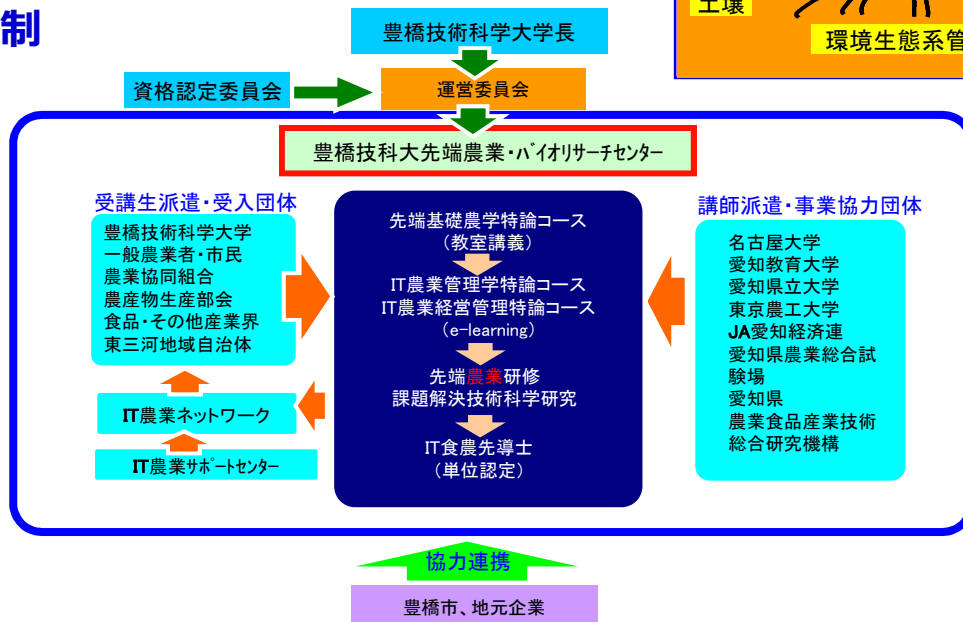 制
土壌
環境生態系管
豊橋技術科学大学長
資格認定委員会
運営委員会
豊橋技科大先端農業・バイオリサーチセンター
受講生派遣・受入団体
豊橋技術科学大学
一般農業者・市民
農業協同組合
農産物生産部会
食品・その他産業界
東三河地域自治体
IT農業ネットワーク
IT農業サポートセンター
先端基礎農学特論コース
(教室講義)
IT農業管理学特論コース
IT農業経営管理特論コース
(e-learning)
先端農業研修
課題解決技術科学研究
IT食農先導士
(単位認定)
講師派遣・事業協力団体
名古屋大学
愛知教育大学
愛知県立大学
東京農工大学
JA愛知経済連
愛知県農業総合試
験場
愛知県
農業食品産業技術
総合研究機構
協力連携
豊橋市、地元企業